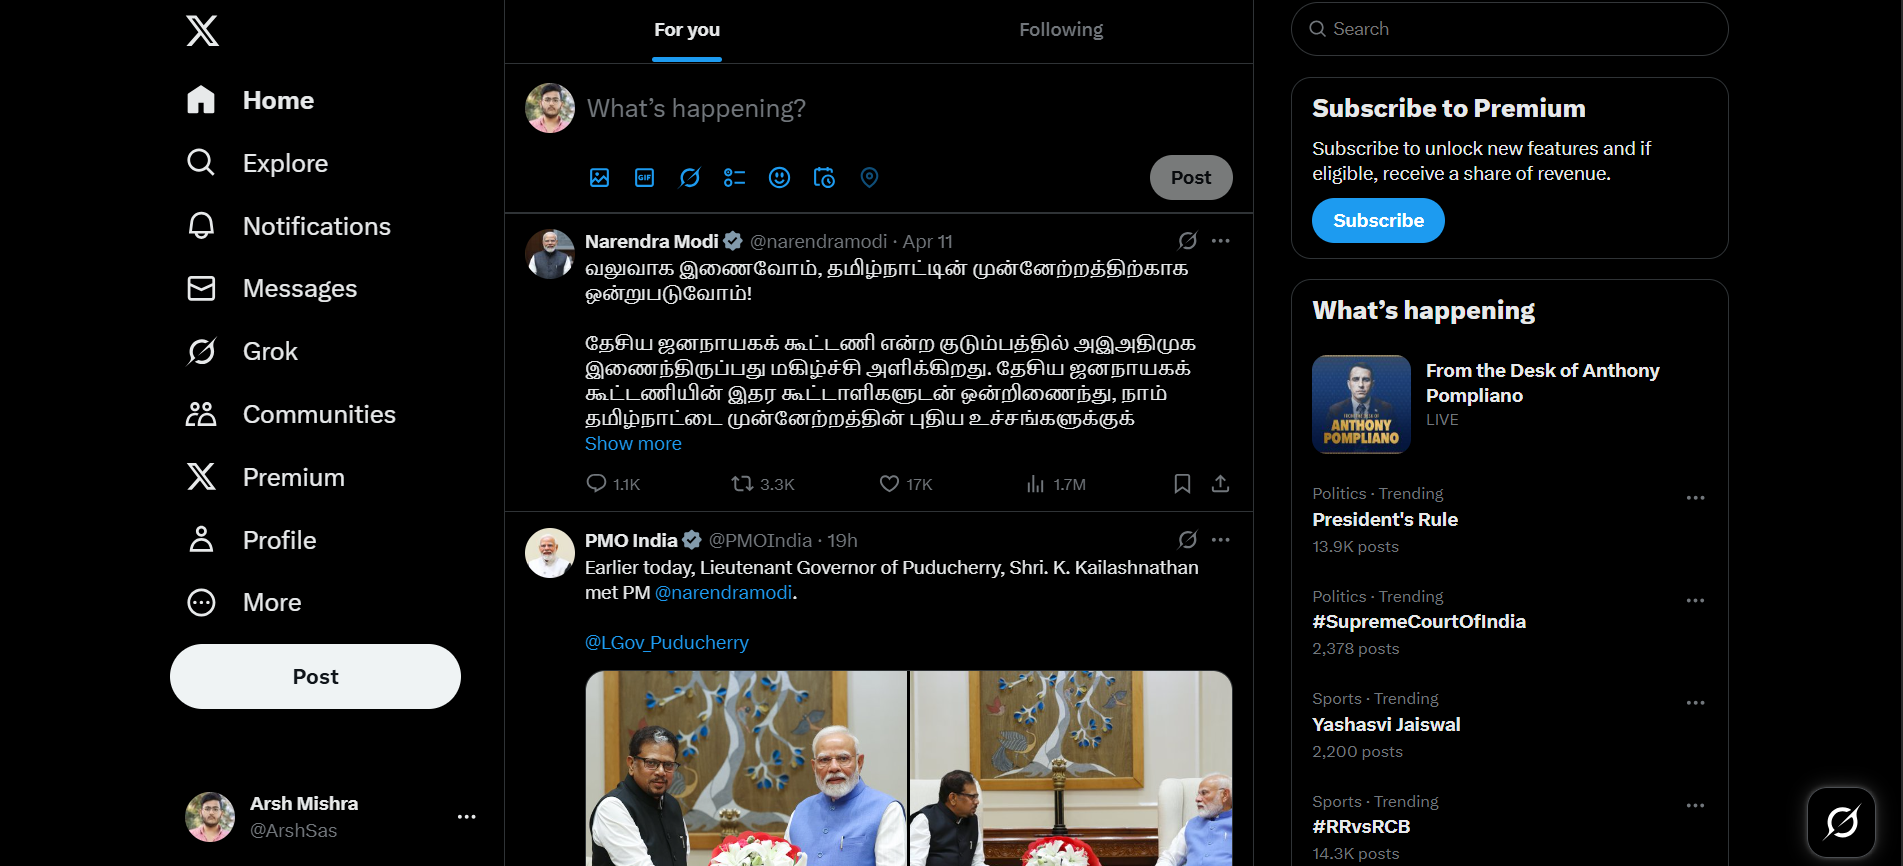 Home
Explore
Notifications
Messages
Grok
Communities
Premium
Profile
More
Post
Arsh Mishra
@ArshSas
For you
Following
What’s happening?
GIF
Post
Narendra Modi @narendramodi · Apr 11
வலுவாக இணைவோம், தமிழ்நாட்டின் முன்னேற்றத்திற்காக
ஒன்றுபடுவோம்!
தேசிய ஜனநாயகக் கூட்டணி என்ற குடும்பத்தில் அஇஅதிமுக
இணைந்திருப்பது மகிழ்ச்சி அளிக்கிறது. தேசிய ஜனநாயகக்
கூட்டணியின் இதர கூட்டாளிகளுடன் ஒன்றிணைந்து, நாம்
தமிழ்நாட்டை முன்னேற்றத்தின் புதிய உச்சங்களுக்குக்
Show more
1.1K 3.3K 17K 1.7M
PMO India @PMOIndia · 19h
Earlier today, Lieutenant Governor of Puducherry, Shri. K. Kailashnathan
met PM @narendramodi.
@LGov_Puducherry
Search
Subscribe to Premium
Subscribe to unlock new features and if
eligible, receive a share of revenue.
Subscribe
What’s happening
FROM THE DESK OF
ANTHONY
POMPLIANO
From the Desk of Anthony
Pompliano
LIVE
Politics · Trending
President's Rule
13.9K posts
Politics · Trending
#SupremeCourtOfIndia
2,378 posts
Sports · Trending
Yashasvi Jaiswal
2,200 posts
Sports · Trending
#RRvsRCB
14.3K posts